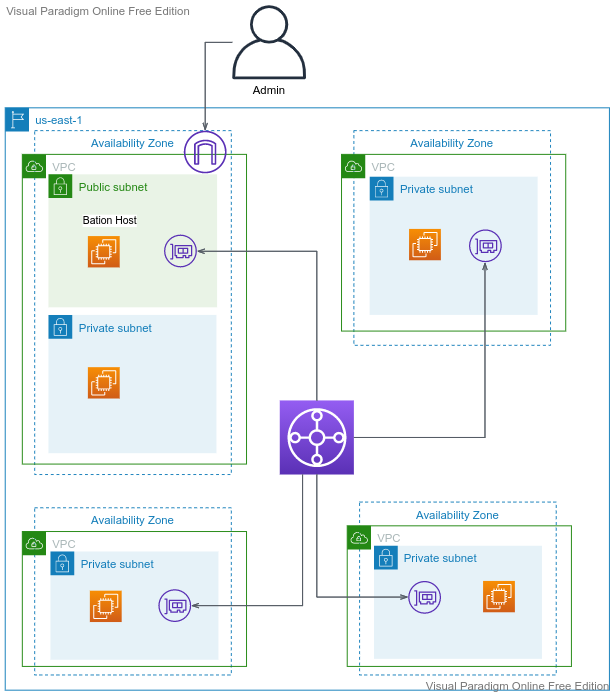 Visual Paradigm Online Free Edition
Admin
us-east-1
Availability Zone
VPC
Public subnet
Bation Host
Private subnet
Availability Zone
VPC
Private subnet
Availability Zone
VPC
Private subnet
Availability Zone
VPC
Private subnet
Visual Paradigm Online Free Edition